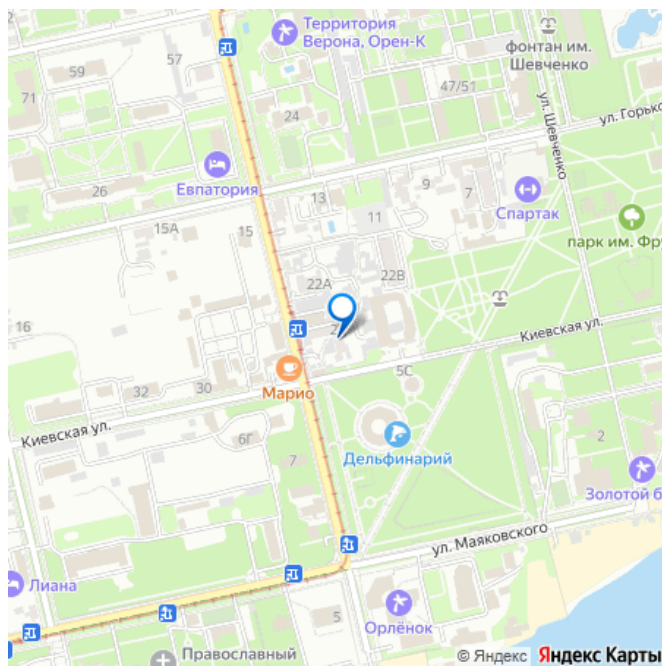 Территория
Верона, Орен-К
57
59
71
фонтан им.
Шевченко
47/51
24
ул. Шевченко
ул. Горько
Евпатория
26
13
9
7
11
Спартак
15А
15
парк им. Фру
22А
22В
16
Киевская ул.
Марио
5С
32
30
Киевская ул.
6Г
7
Дельфинарий
2
Золотой б
ул. Маяковского
Лиана
5
Орлёнок
Православный
© Яндекс Яндекс Карты